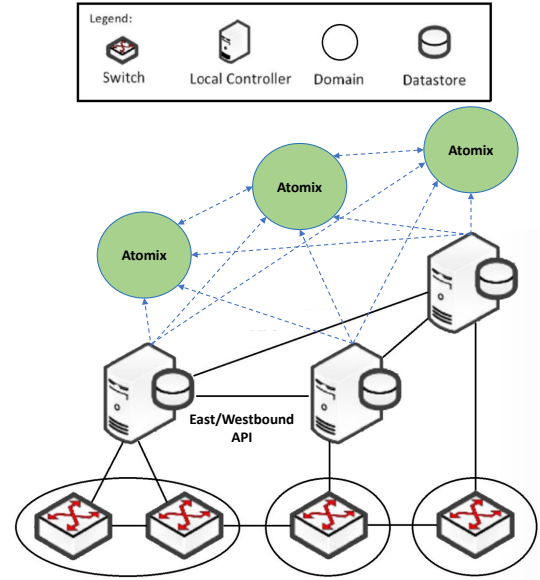 Legend:
Switch
Local Controller
Domain
Datastore
Atomix
Atomix
Atomix
East/Westbound
API